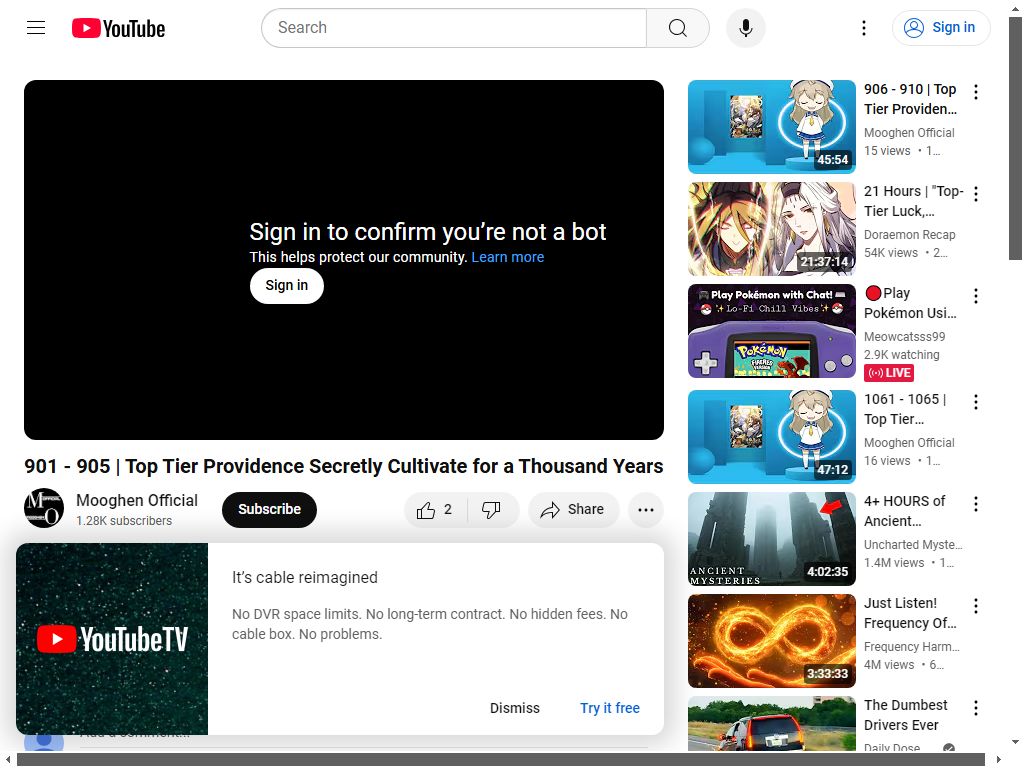 YouTube
Search
Sign in
Sign in to confirm you're not a bot
This helps protect our community. Learn more
Sign in
901 - 905 | Top Tier Providence Secretly Cultivate for a Thousand Years
Mooghen Official
1.28K subscribers
Subscribe
2
Share
YouTubeTV
It's cable reimagined
No DVR space limits. No long-term contract. No hidden fees. No
cable box. No problems.
Dismiss
Try it free
Add a comment...
45:54
906 - 910 | Top
Tier Providen...
Mooghen Official
15 views • 1...
21:37:14
21 Hours | "Top-
Tier Luck,...
Doraemon Recap
54K views • 2...
Play Pokémon with Chat!
Lo-Fi Chill Vibes
POKéMON
FIRERED
VERSION
🔴Play
Pokémon Usi...
Meowcatsss99
2.9K watching
LIVE
47:12
1061 - 1065 |
Top Tier...
Mooghen Official
16 views • 1...
ANCIENT
MYSTERIES
4:02:35
4+ HOURS of
Ancient...
Uncharted Myste...
1.4M views • 1...
3:33:33
Just Listen!
Frequency Of...
Frequency Harm...
4M views • 6...
The Dumbest
Drivers Ever
Daily Dose